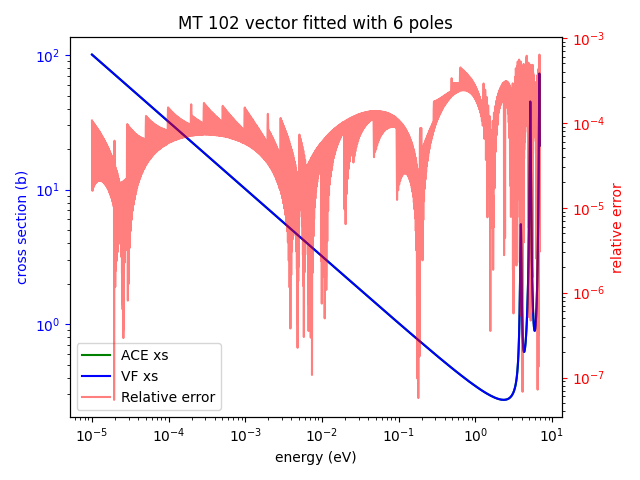 MT 102 vector fitted with 6 poles
cross section (b)
10² 10¹ 10⁰
ACE xs
VF xs
Relative error
10⁻⁵ 10⁻⁴ 10⁻³ 10⁻² 10⁻¹ 10⁰ 10¹
energy (eV)
10⁻³ 10⁻⁴ 10⁻⁵ 10⁻⁶ 10⁻⁷
relative error